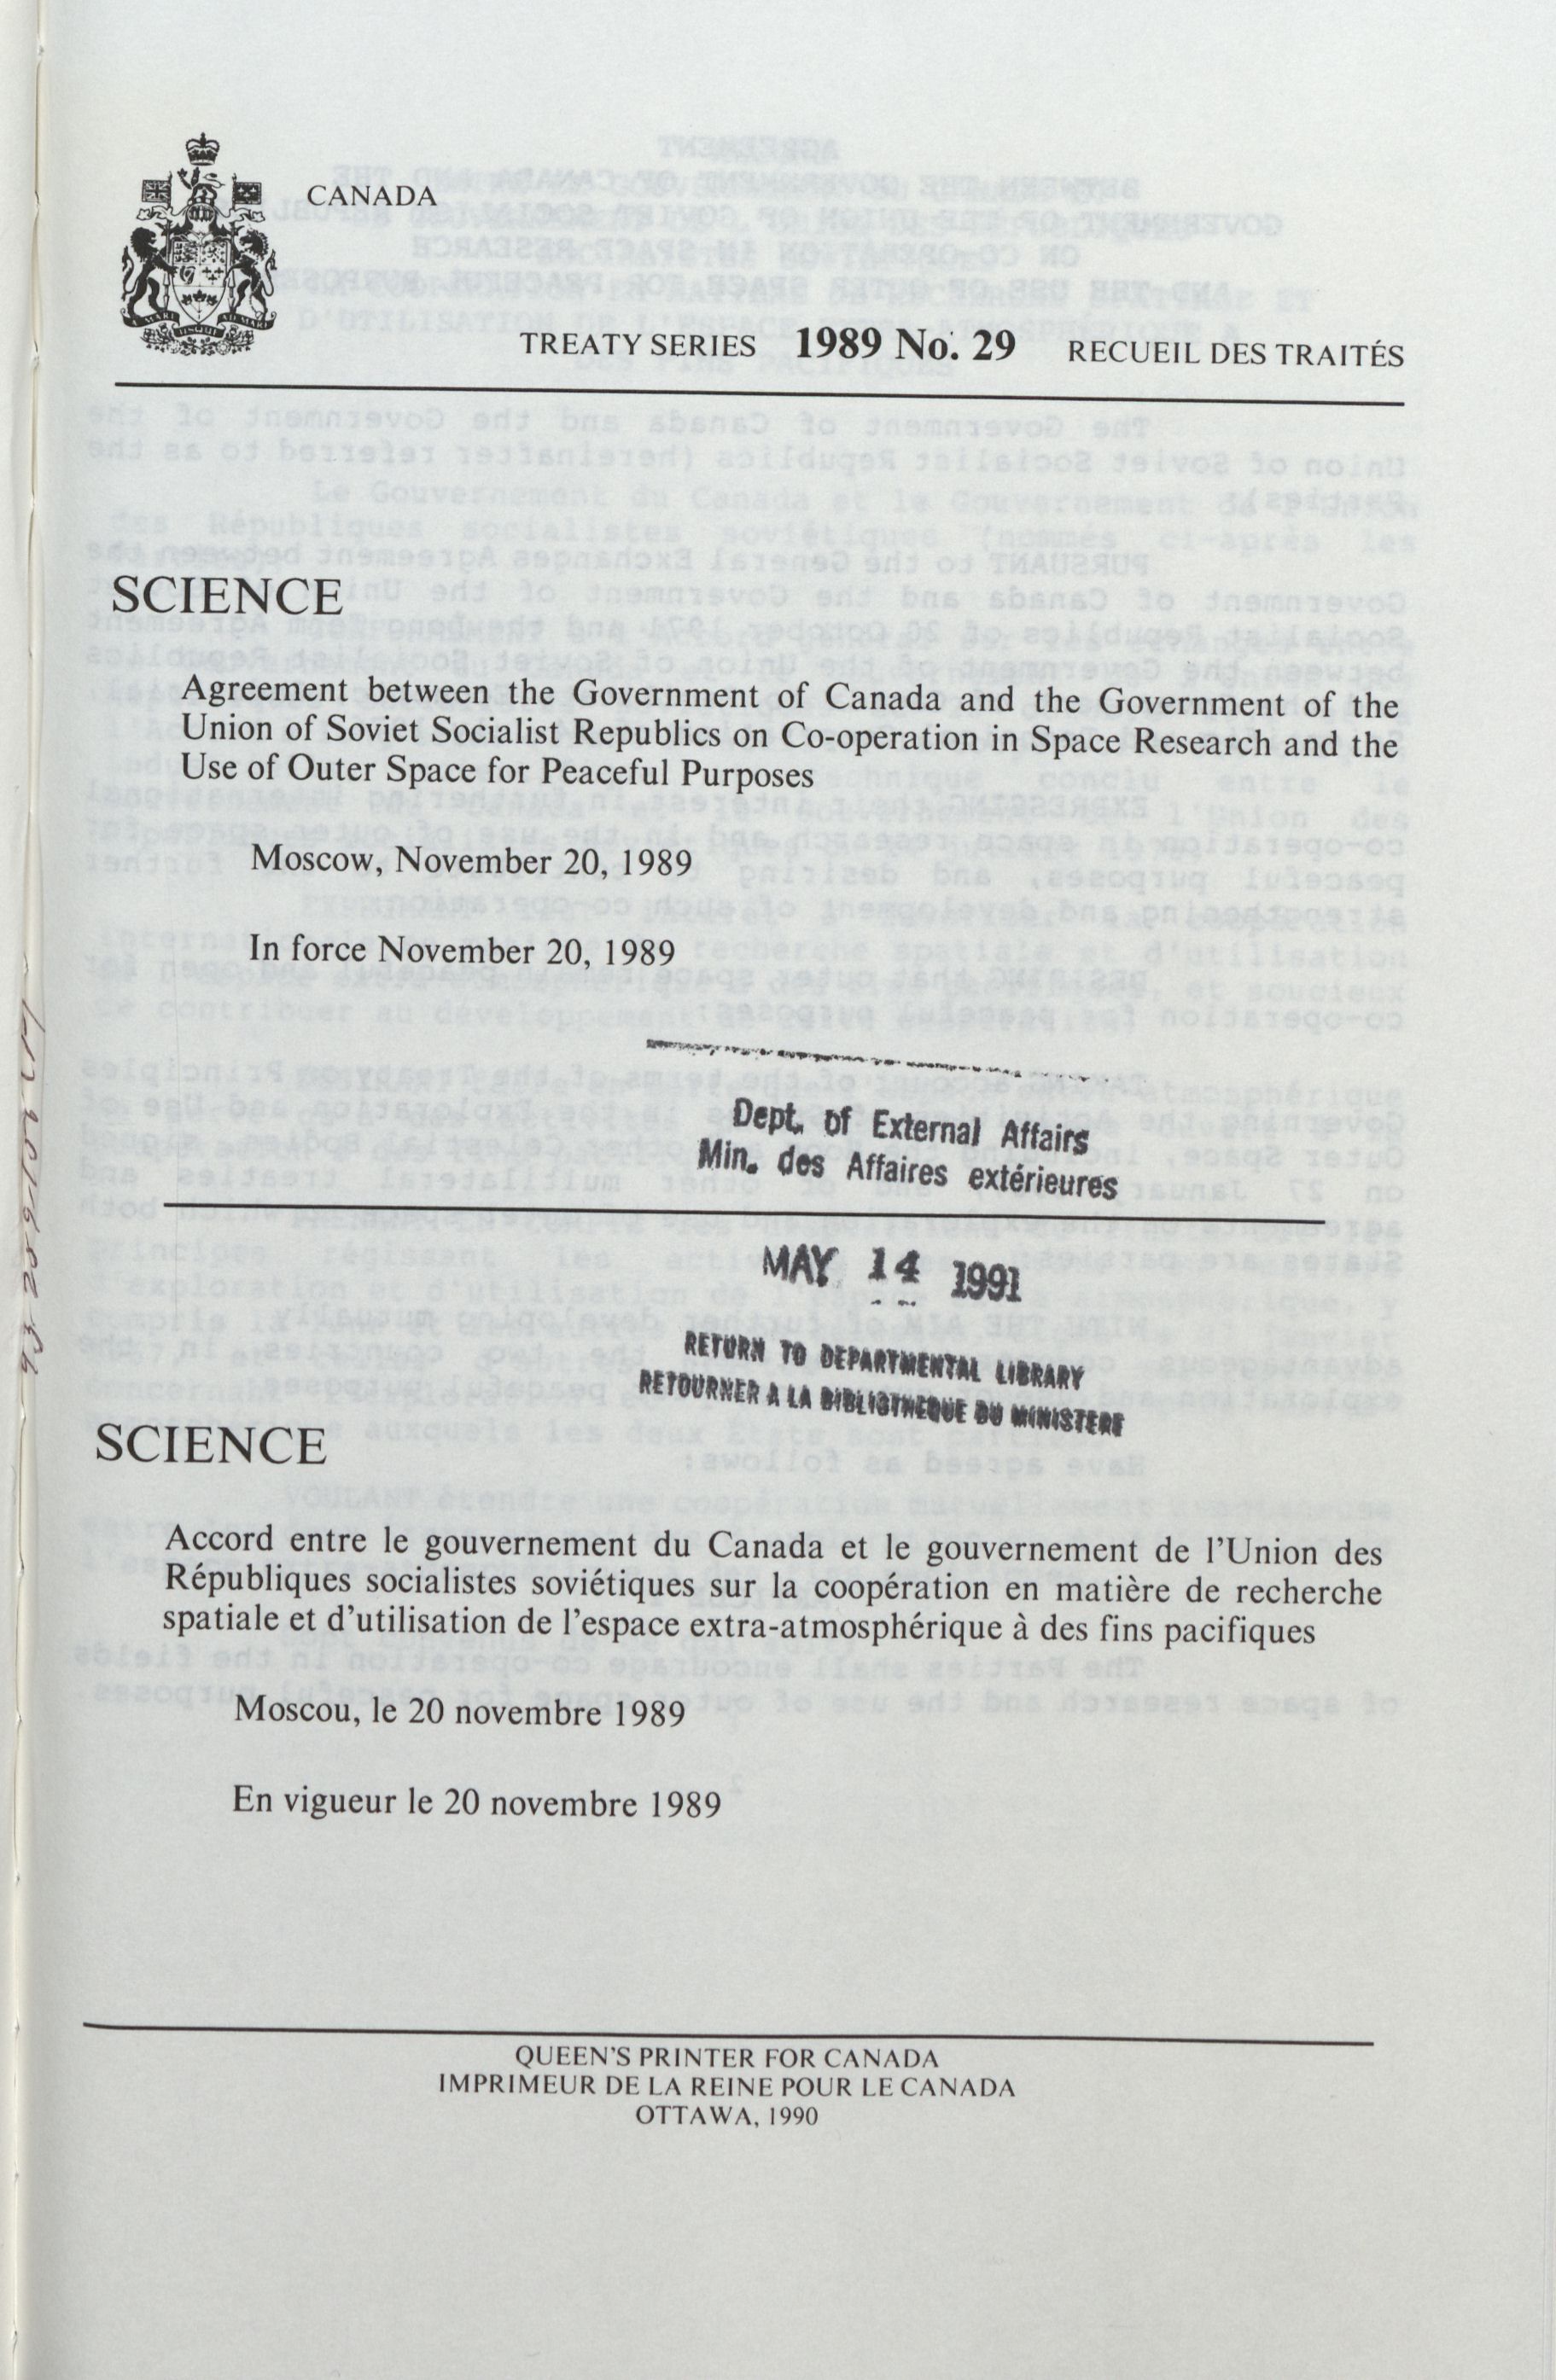 CANADA
TREATY SERIES 1989 No. 29 RECUEIL DES TRAITÉS
SCIENCE
Agreement between the Government of Canada and the Government of the
Union of Soviet Socialist Republics on Co-operation in Space Research and the
Use of Outer Space for Peaceful Purposes
Moscow, November 20, 1989
In force November 20, 1989
Dept. of External Affairs
Min. des Affaires extérieures
MAY 14 1991
RETURN TO DEPARTMENTAL LIBRARY
RETOURNER A LA BIBLIOTHEQUE DU MINISTERE
SCIENCE
Accord entre le gouvernement du Canada et le gouvernement de l'Union des
Républiques socialistes soviétiques sur la coopération en matière de recherche
spatiale et d'utilisation de l'espace extra-atmosphérique à des fins pacifiques
Moscou, le 20 novembre 1989
En vigueur le 20 novembre 1989
QUEEN'S PRINTER FOR CANADA
IMPRIMEUR DE LA REINE POUR LE CANADA
OTTAWA, 1990